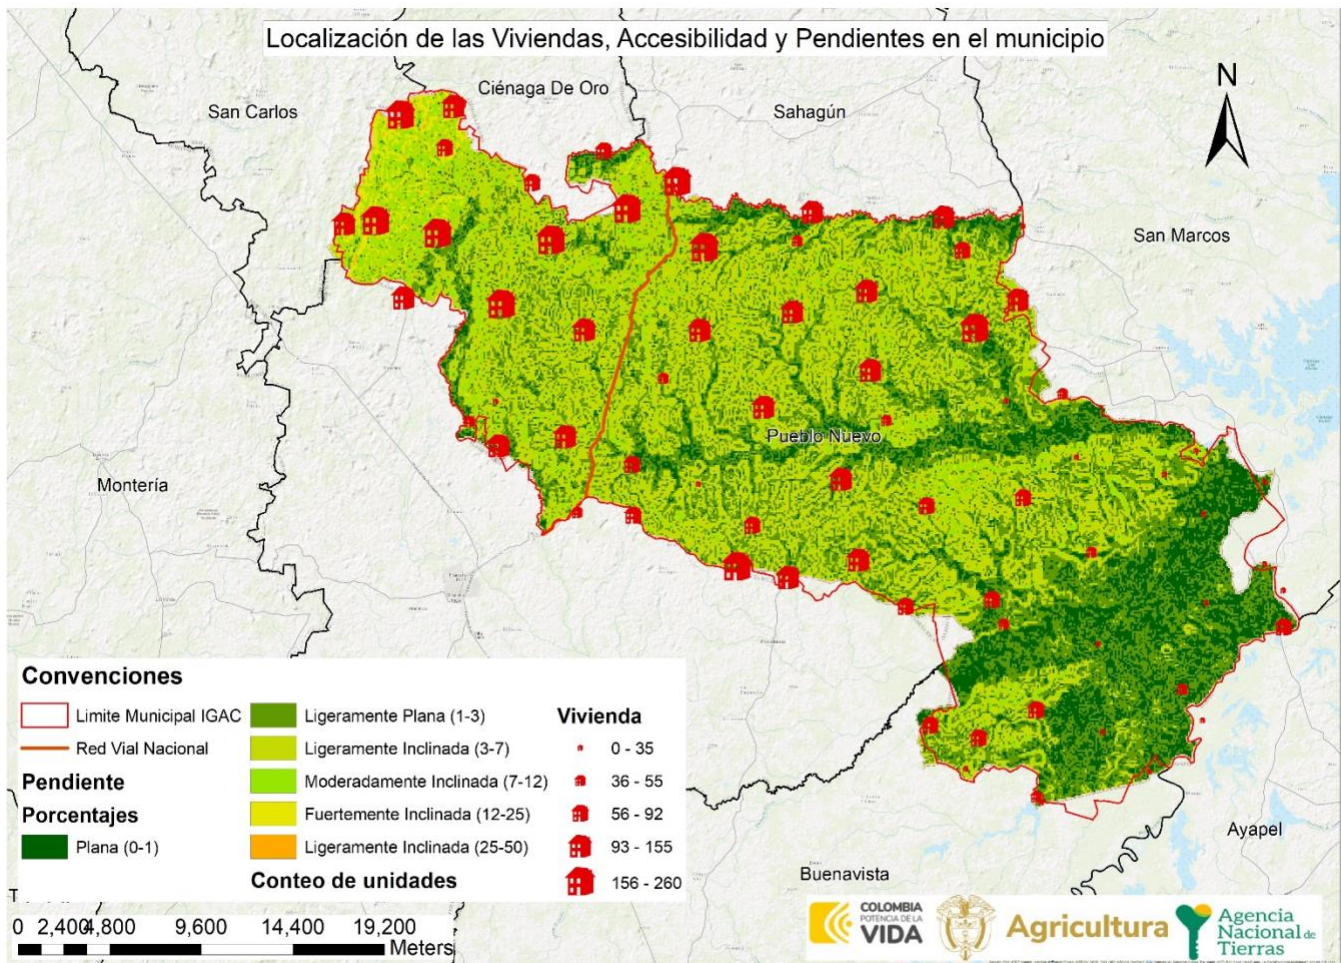 Localización de las Viviendas, Accesibilidad y Pendientes en el municipio
N
Ciénaga De Oro
San Carlos
Sahagún
San Marcos
Pueblo Nuevo
Montería
Ayapel
Buenavista
Convenciones
Limite Municipal IGAC
Red Vial Nacional
Pendiente
Porcentajes
Plana (0-1)
Ligeramente Plana (1-3)
Ligeramente Inclinada (3-7)
Moderadamente Inclinada (7-12)
Fuertemente Inclinada (12-25)
Ligeramente Inclinada (25-50)
Conteo de unidades
Vivienda
0 - 35
36 - 55
56 - 92
93 - 155
156 - 260
0 2,400 4,800 9,600 14,400 19,200
Meters
COLOMBIA
POTENCIA DE LA
VIDA
Agricultura
Agencia
Nacional de
Tierras